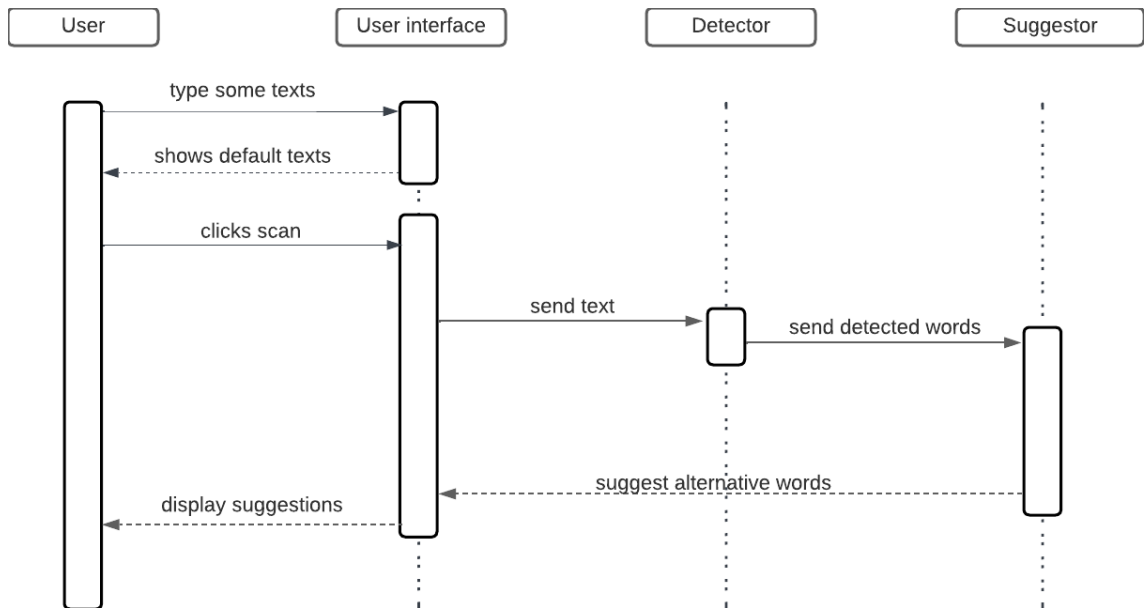 User
User interface
Detector
Suggestor
type some texts
shows default texts
clicks scan
send text
send detected words
suggest alternative words
display suggestions